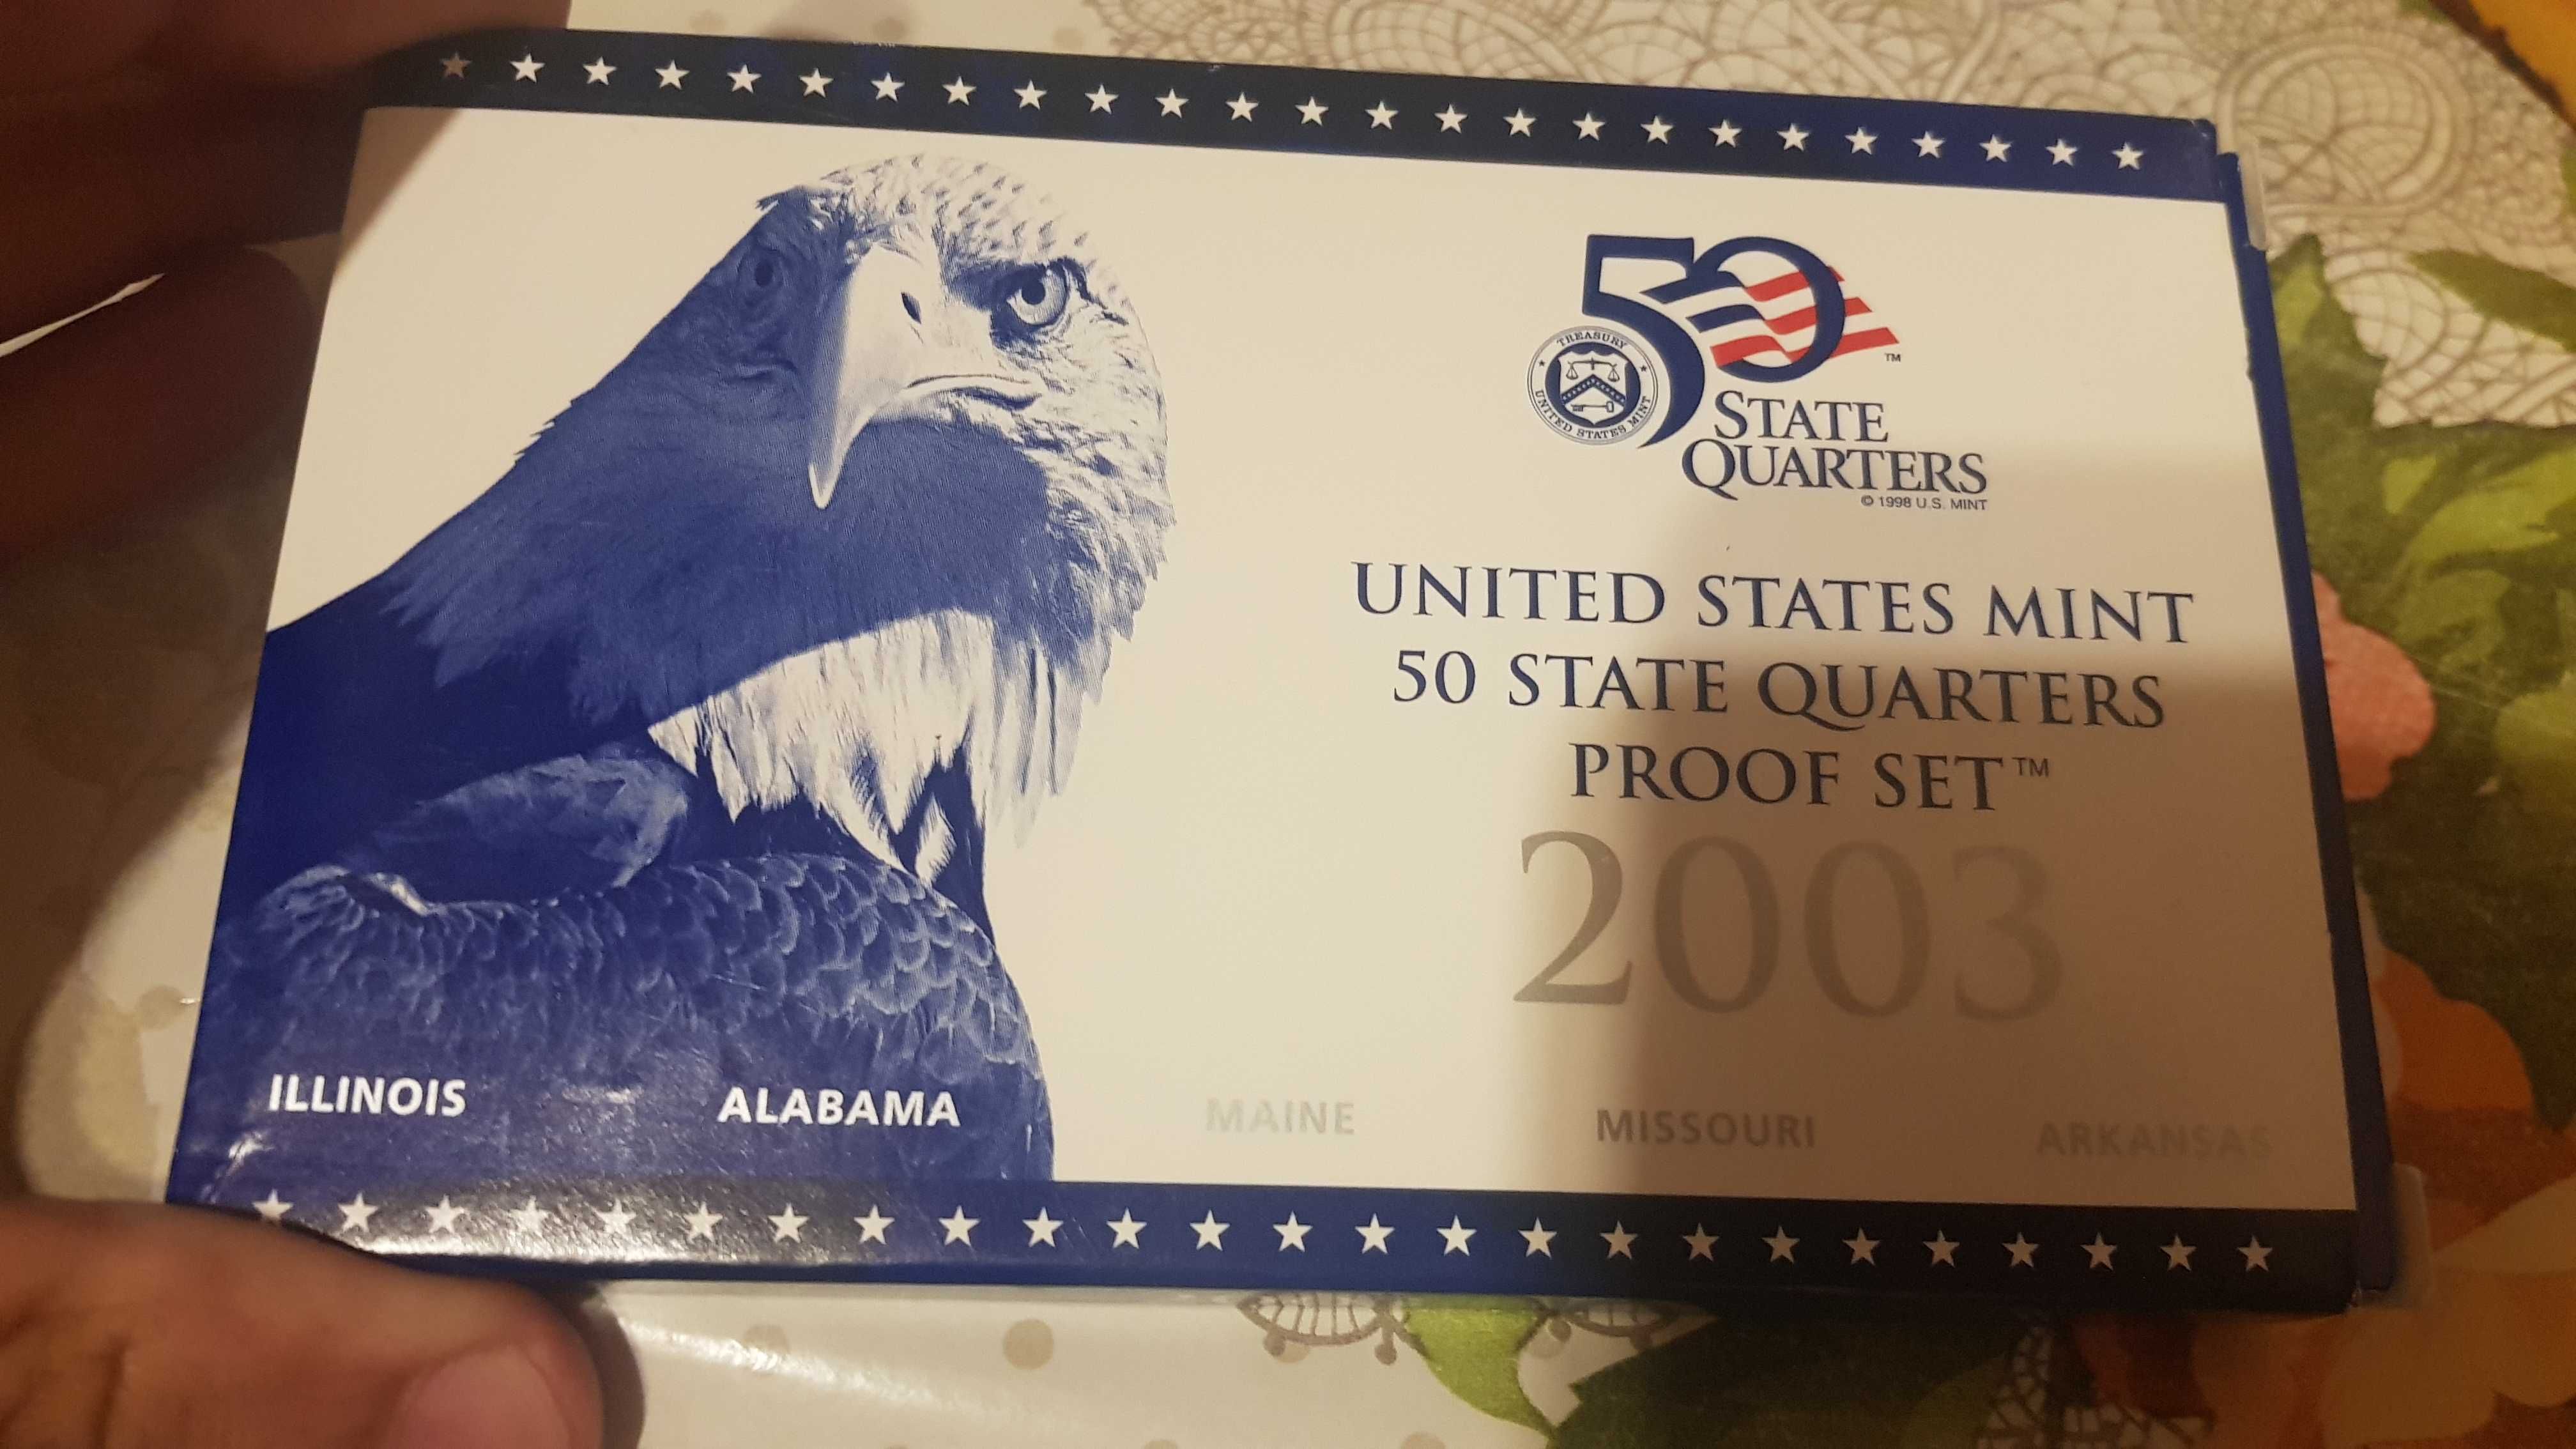 50
TREASURY
UNITED STATES MINT
TM
STATE
QUARTERS
© 1998 U.S. MINT
UNITED STATES MINT
50 STATE QUARTERS
PROOF SET™
2003
ILLINOIS ALABAMA MAINE MISSOURI ARKANSAS